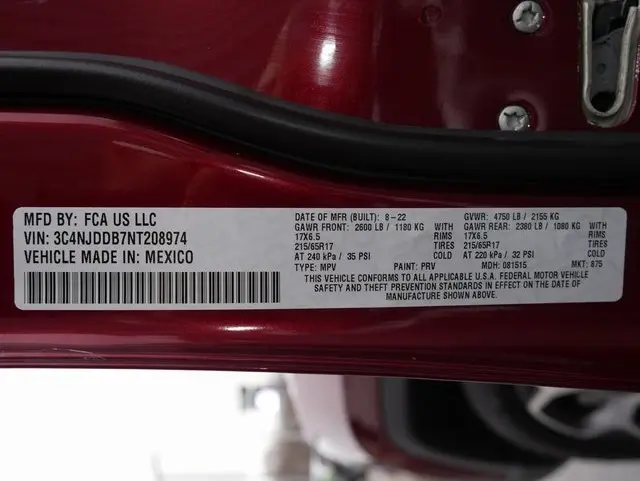 MFD BY: FCA US LLC
VIN: 3C4NJDDB7NT208974
VEHICLE MADE IN: MEXICO
DATE OF MFR (BUILT): 8-22
GAWR FRONT: 2600 LB / 1180 KG
17X6.5 RIMS
215/65R17 TIRES
AT 240 kPa / 35 PSI COLD
GVWR: 4750 LB / 2155 KG
GAWR REAR: 2380 LB / 1080 KG
17X6.5 RIMS
215/65R17 TIRES
AT 220 kPa / 32 PSI COLD
TYPE: MPV PAINT: PRV MDH: 081515 MKT: 875
THIS VEHICLE CONFORMS TO ALL APPLICABLE U.S.A. FEDERAL MOTOR VEHICLE
SAFETY AND THEFT PREVENTION STANDARDS IN EFFECT ON THE DATE OF
MANUFACTURE SHOWN ABOVE.